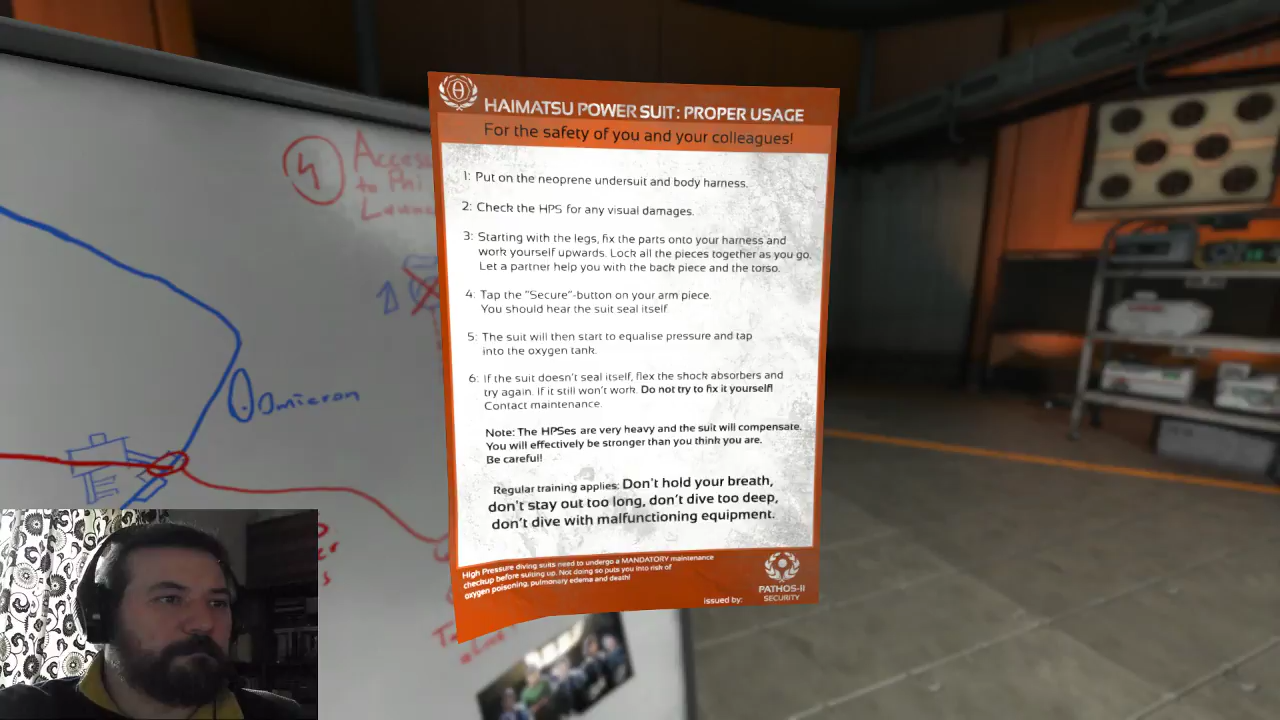 HAIMATSU POWER SUIT: PROPER USAGE
For the safety of you and your colleagues!
1: Put on the neoprene undersuit and body harness.
2: Check the HPS for any visual damages.
3: Starting with the legs, fix the parts onto your harness and
work yourself upwards. Lock all the pieces together as you go.
Let a partner help you with the back piece and the torso.
4: Tap the "Secure"-button on your arm piece.
You should hear the suit seal itself.
5: The suit will then start to equalise pressure and tap
into the oxygen tank.
6: If the suit doesn't seal itself, flex the shock absorbers and
try again. If it still won't work. Do not try to fix it yourself!
Contact maintenance.
Note: The HPSes are very heavy and the suit will compensate.
You will effectively be stronger than you think you are.
Be careful!
Regular training applies: Don't hold your breath,
don't stay out too long, don't dive too deep,
don't dive with malfunctioning equipment.
High Pressure diving suits need to undergo a MANDATORY maintenance
checkup before suiting up. Not doing so puts you into risk of
oxygen poisoning, pulmonary edema and death!
issued by:
PATHOS-II
SECURITY
4
to Phi
1
Omicron